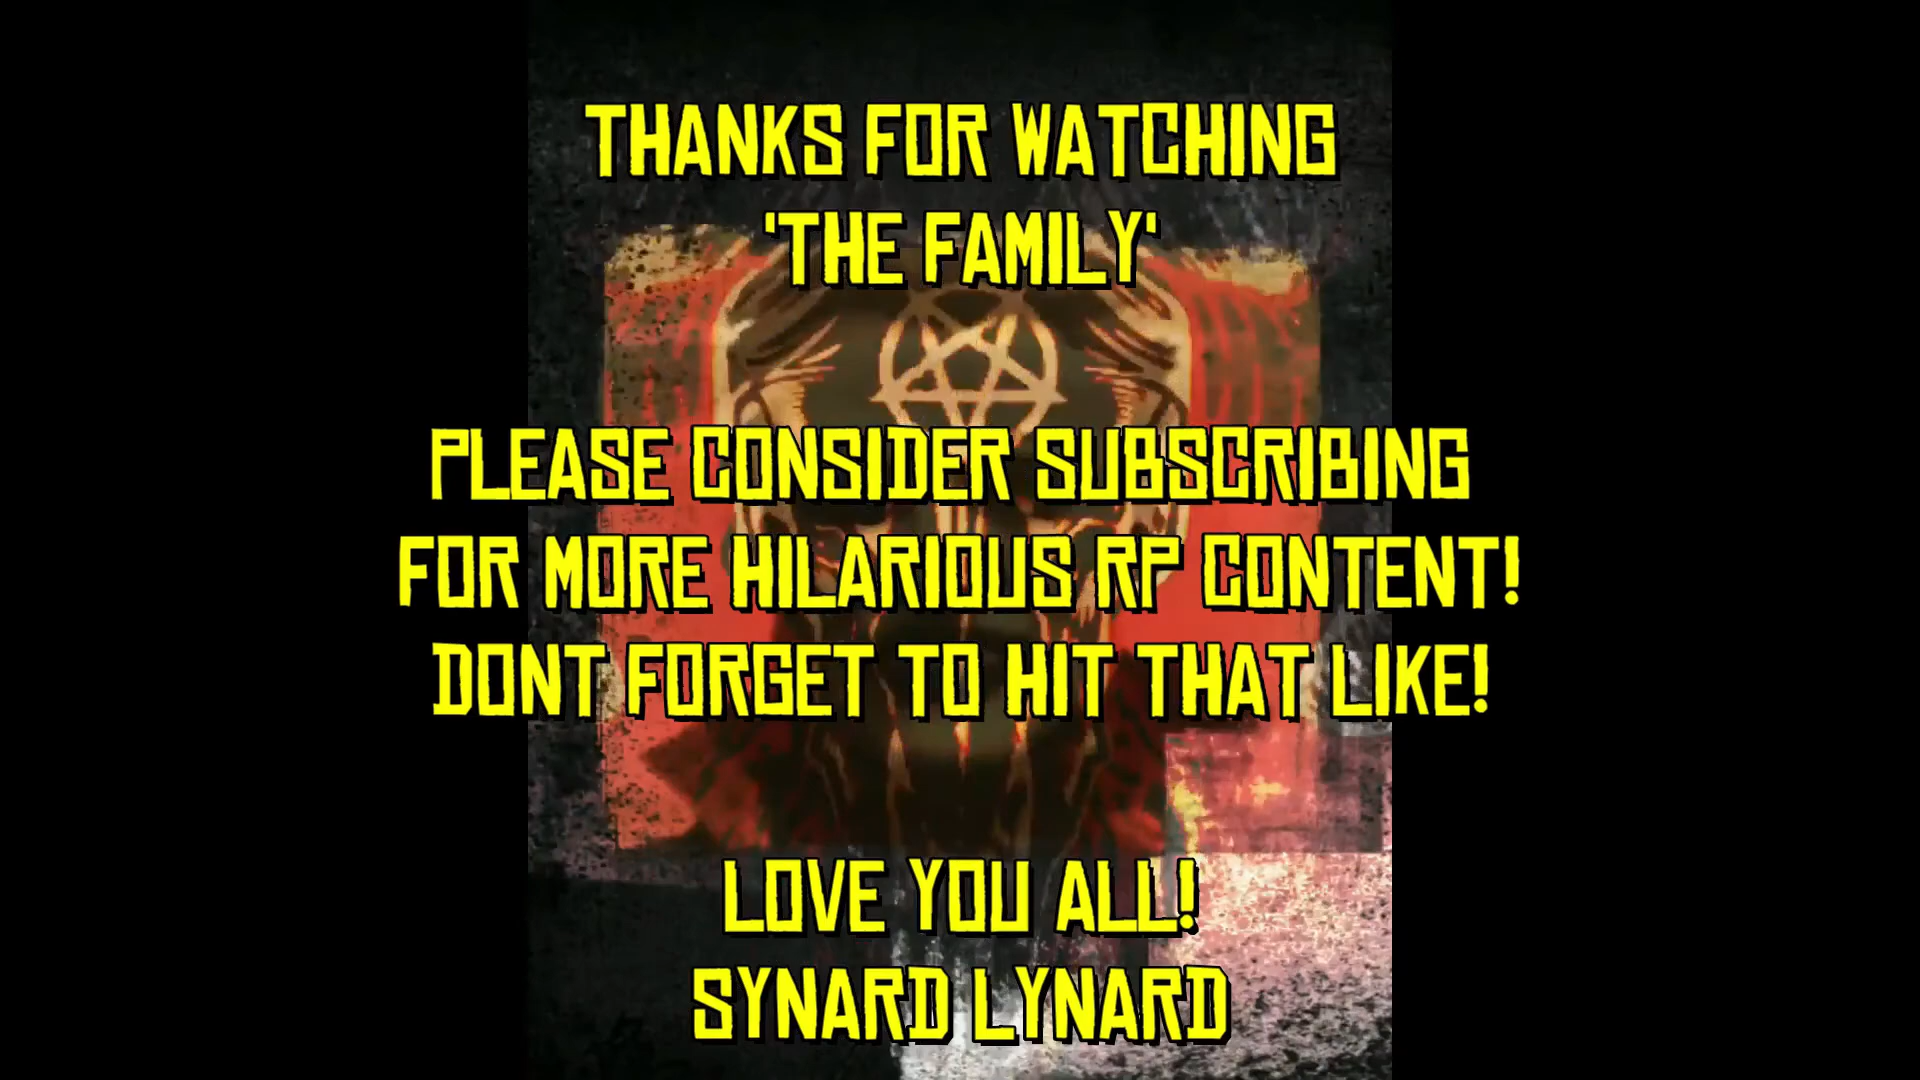 THANKS FOR WATCHING
'THE FAMILY'
PLEASE CONSIDER SUBSCRIBING
FOR MORE HILARIOUS RP CONTENT!
DONT FORGET TO HIT THAT LIKE!
LOVE YOU ALL!
SYNARD LYNARD